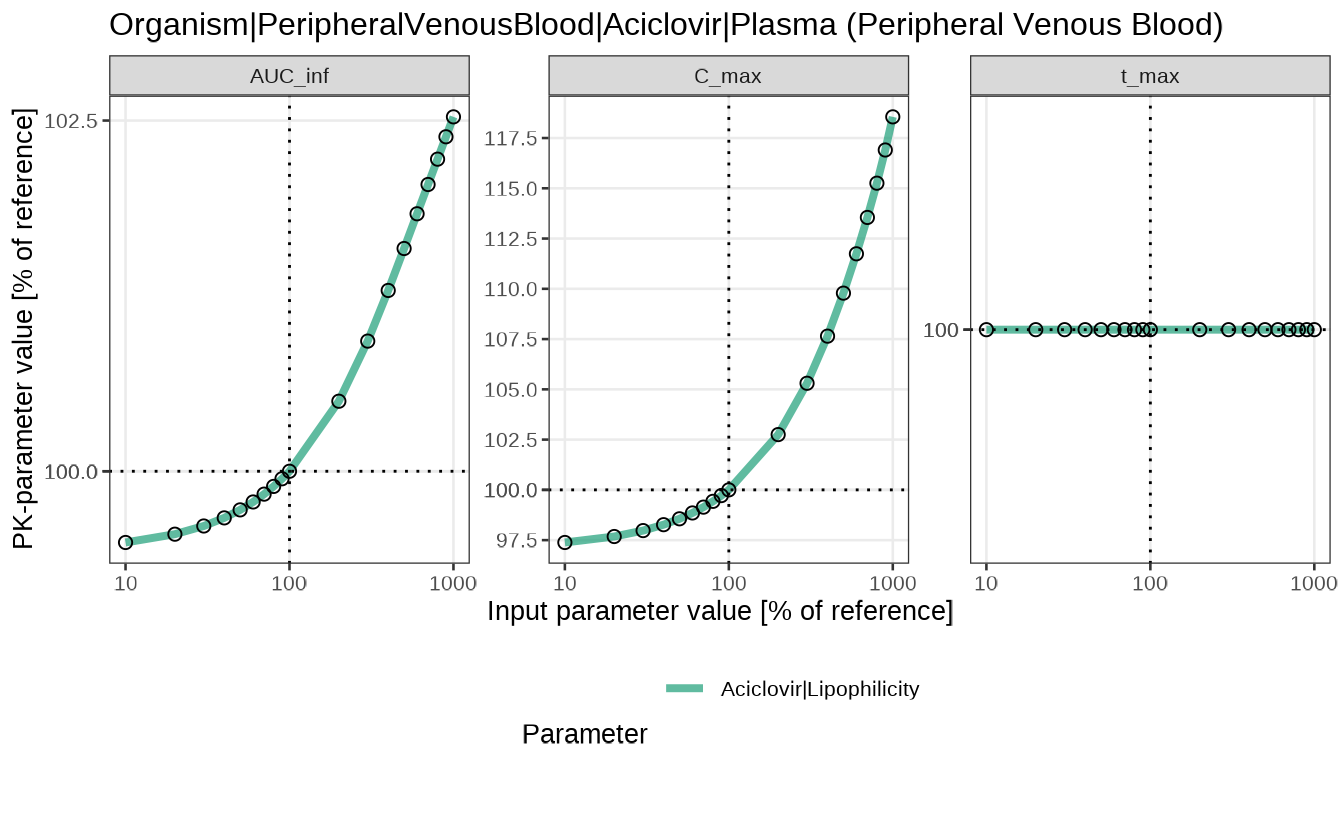 Organism|PeripheralVenousBlood|Aciclovir|Plasma (Peripheral Venous Blood)
AUC_inf
C_max
t_max
PK-parameter value [% of reference]
102.5
100.0
117.5
115.0
112.5
110.0
107.5
105.0
102.5
100.0
97.5
100
10 100 1000
10 100 1000
10 100 1000
Input parameter value [% of reference]
Aciclovir|Lipophilicity
Parameter